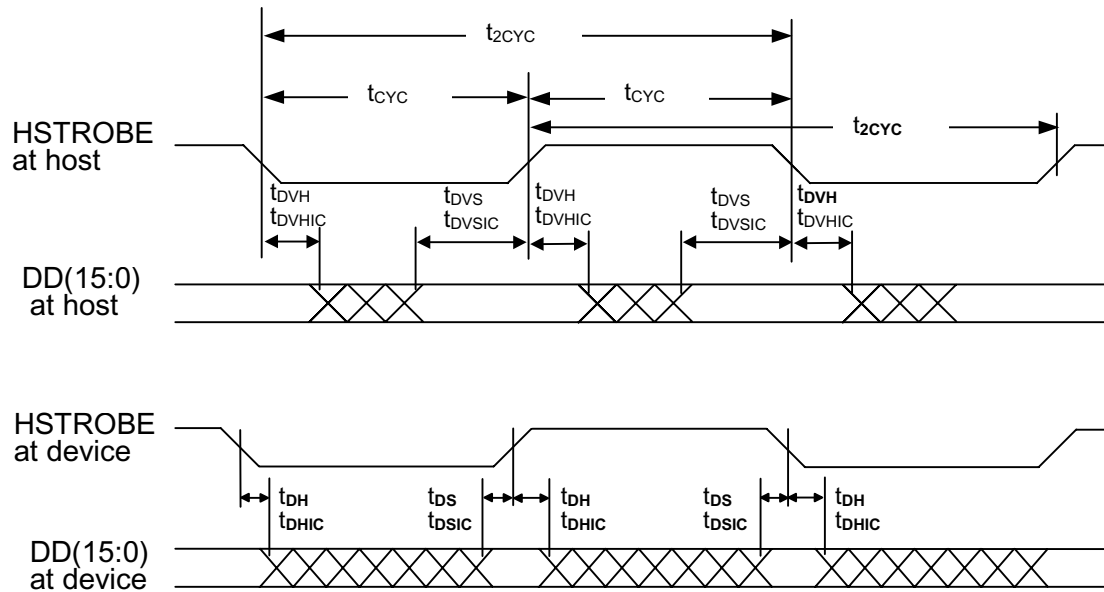 t2CYC
tCYC tCYC
t2CYC
HSTROBE
at host
tDVH tDVS tDVH tDVS tDVH
tDVHIC tDVSIC tDVHIC tDVSIC tDVHIC
DD(15:0)
at host
HSTROBE
at device
tDH tDS tDH tDS tDH
tDHIC tDSIC tDHIC tDSIC tDHIC
DD(15:0)
at device